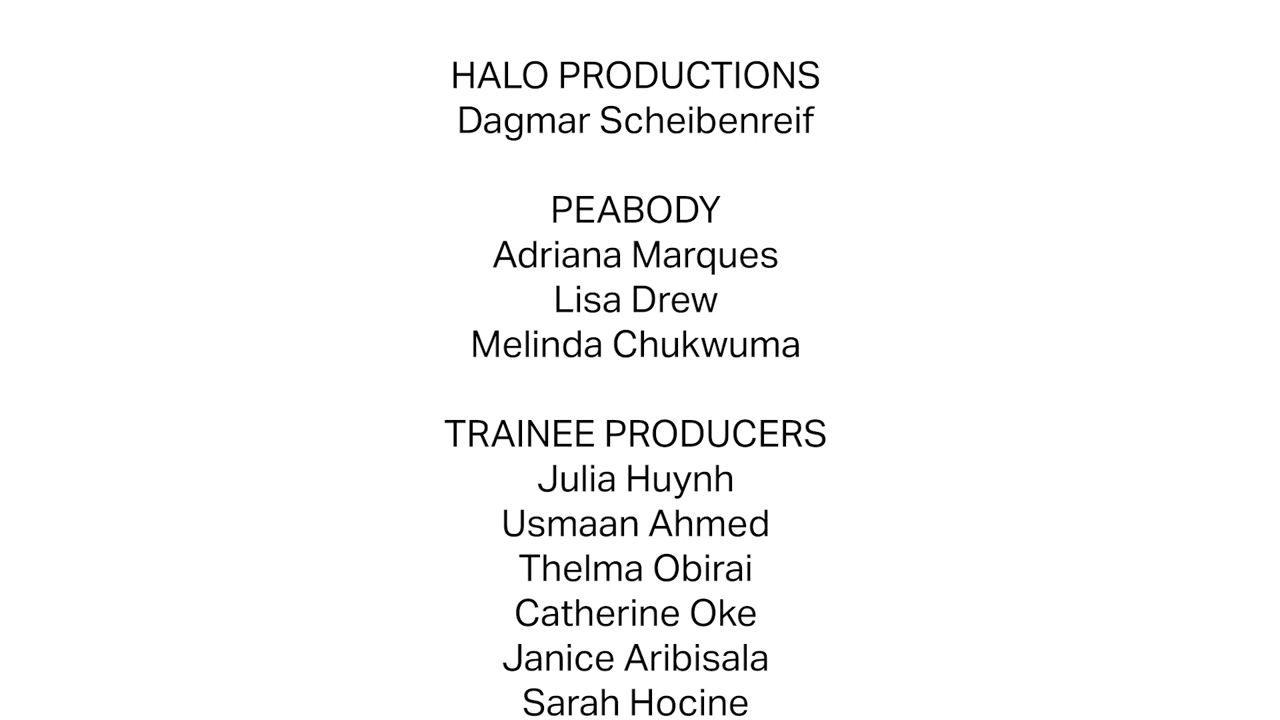 HALO PRODUCTIONS
Dagmar Scheibenreif
PEABODY
Adriana Marques
Lisa Drew
Melinda Chukwuma
TRAINEE PRODUCERS
Julia Huynh
Usmaan Ahmed
Thelma Obirai
Catherine Oke
Janice Aribisala
Sarah Hocine